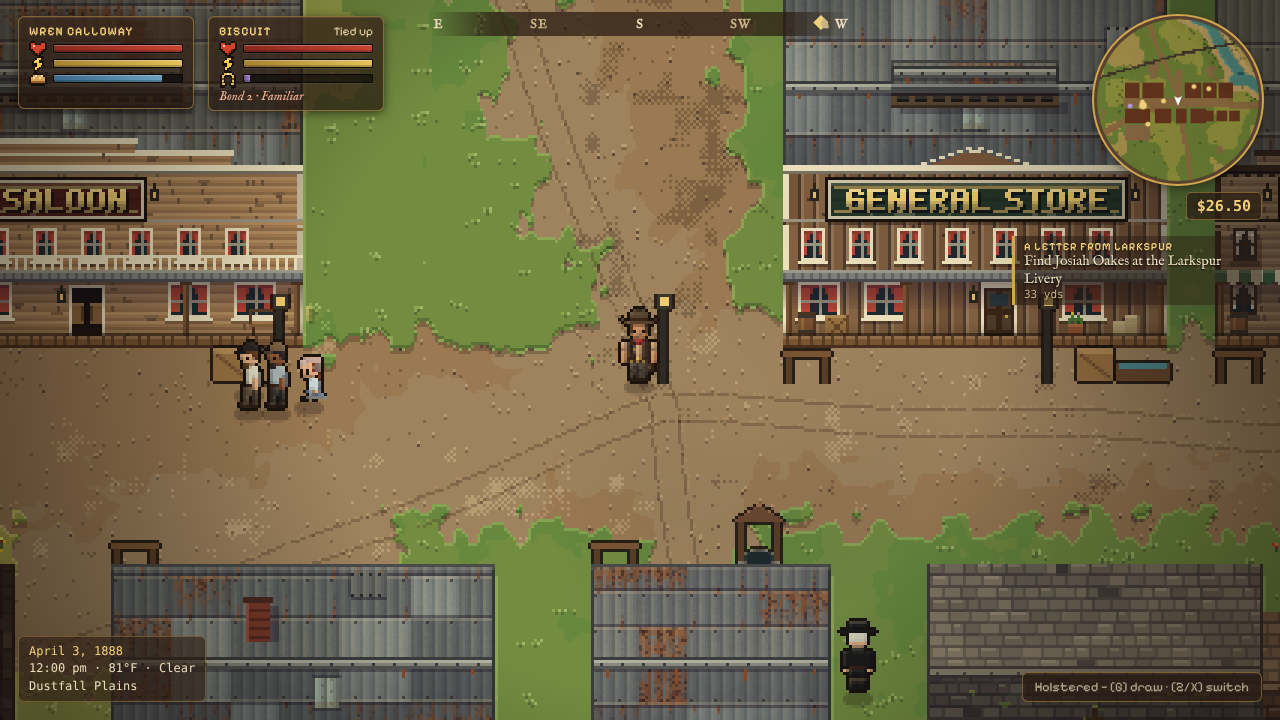 WREN CALLOWAY
BISCUIT Tied up
Bond 2 · Familiar
E SE S SW W
SALOON
GENERAL STORE
$26.50
A LETTER FROM LARKSPUR
Find Josiah Oakes at the Larkspur
Livery
33 yds
April 3, 1888
12:00 pm · 81°F · Clear
Dustfall Plains
Holstered - [G] draw · [Z/X] switch